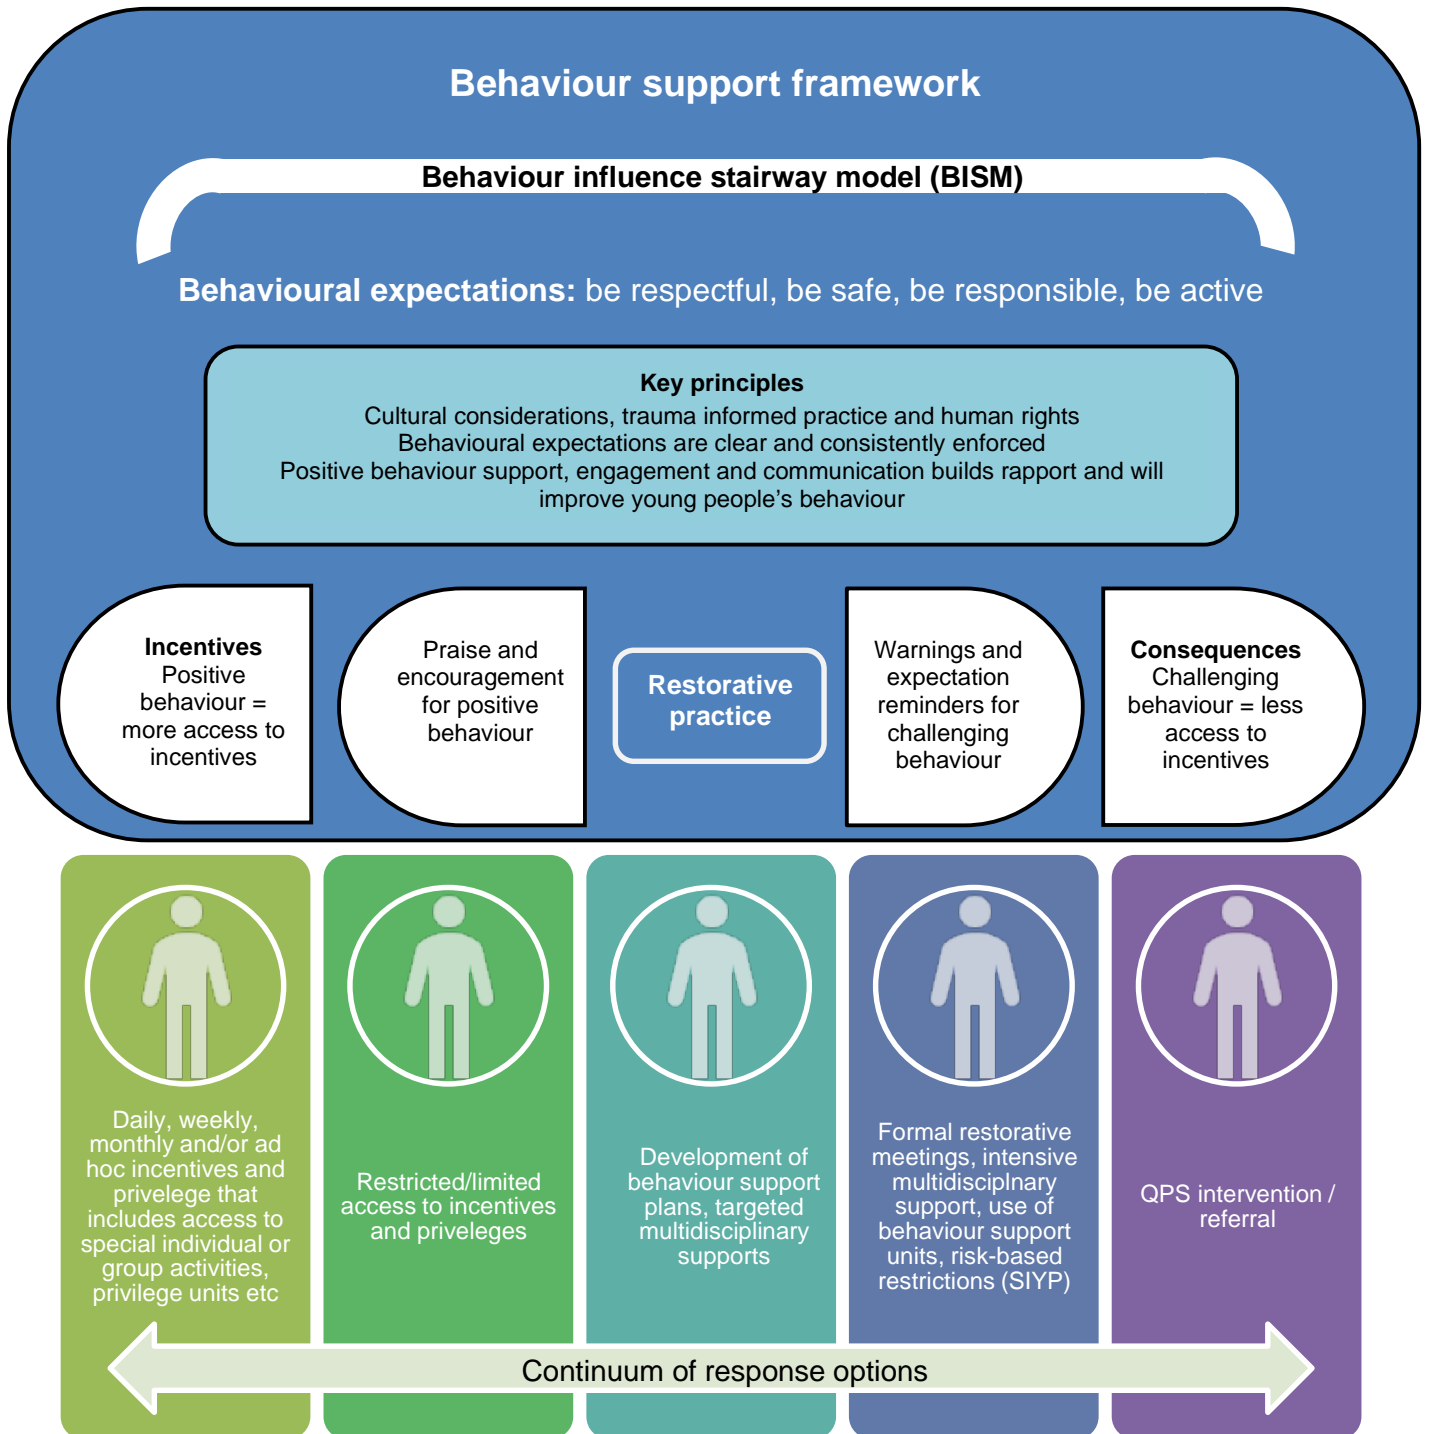 Behaviour support framework
Behaviour influence stairway model (BISM)
Behavioural expectations: be respectful, be safe, be responsible, be active
Key principles
Cultural considerations, trauma informed practice and human rights
Behavioural expectations are clear and consistently enforced
Positive behaviour support, engagement and communication builds rapport and will
improve young people’s behaviour
Incentives
Positive
behaviour =
more access to
incentives
Praise and
encouragement
for positive
behaviour
Restorative
practice
Warnings and
expectation
reminders for
challenging
behaviour
Consequences
Challenging
behaviour = less
access to
incentives
Daily, weekly,
monthly and/or ad
hoc incentives and
privelege that
includes access to
special individual or
group activities,
privilege units etc
Restricted/limited
access to incentives
and priveleges
Development of
behaviour support
plans, targeted
multidisciplinary
supports
Formal restorative
meetings, intensive
multidisciplnary
support, use of
behaviour support
units, risk-based
restrictions (SIYP)
QPS intervention /
referral
Continuum of response options